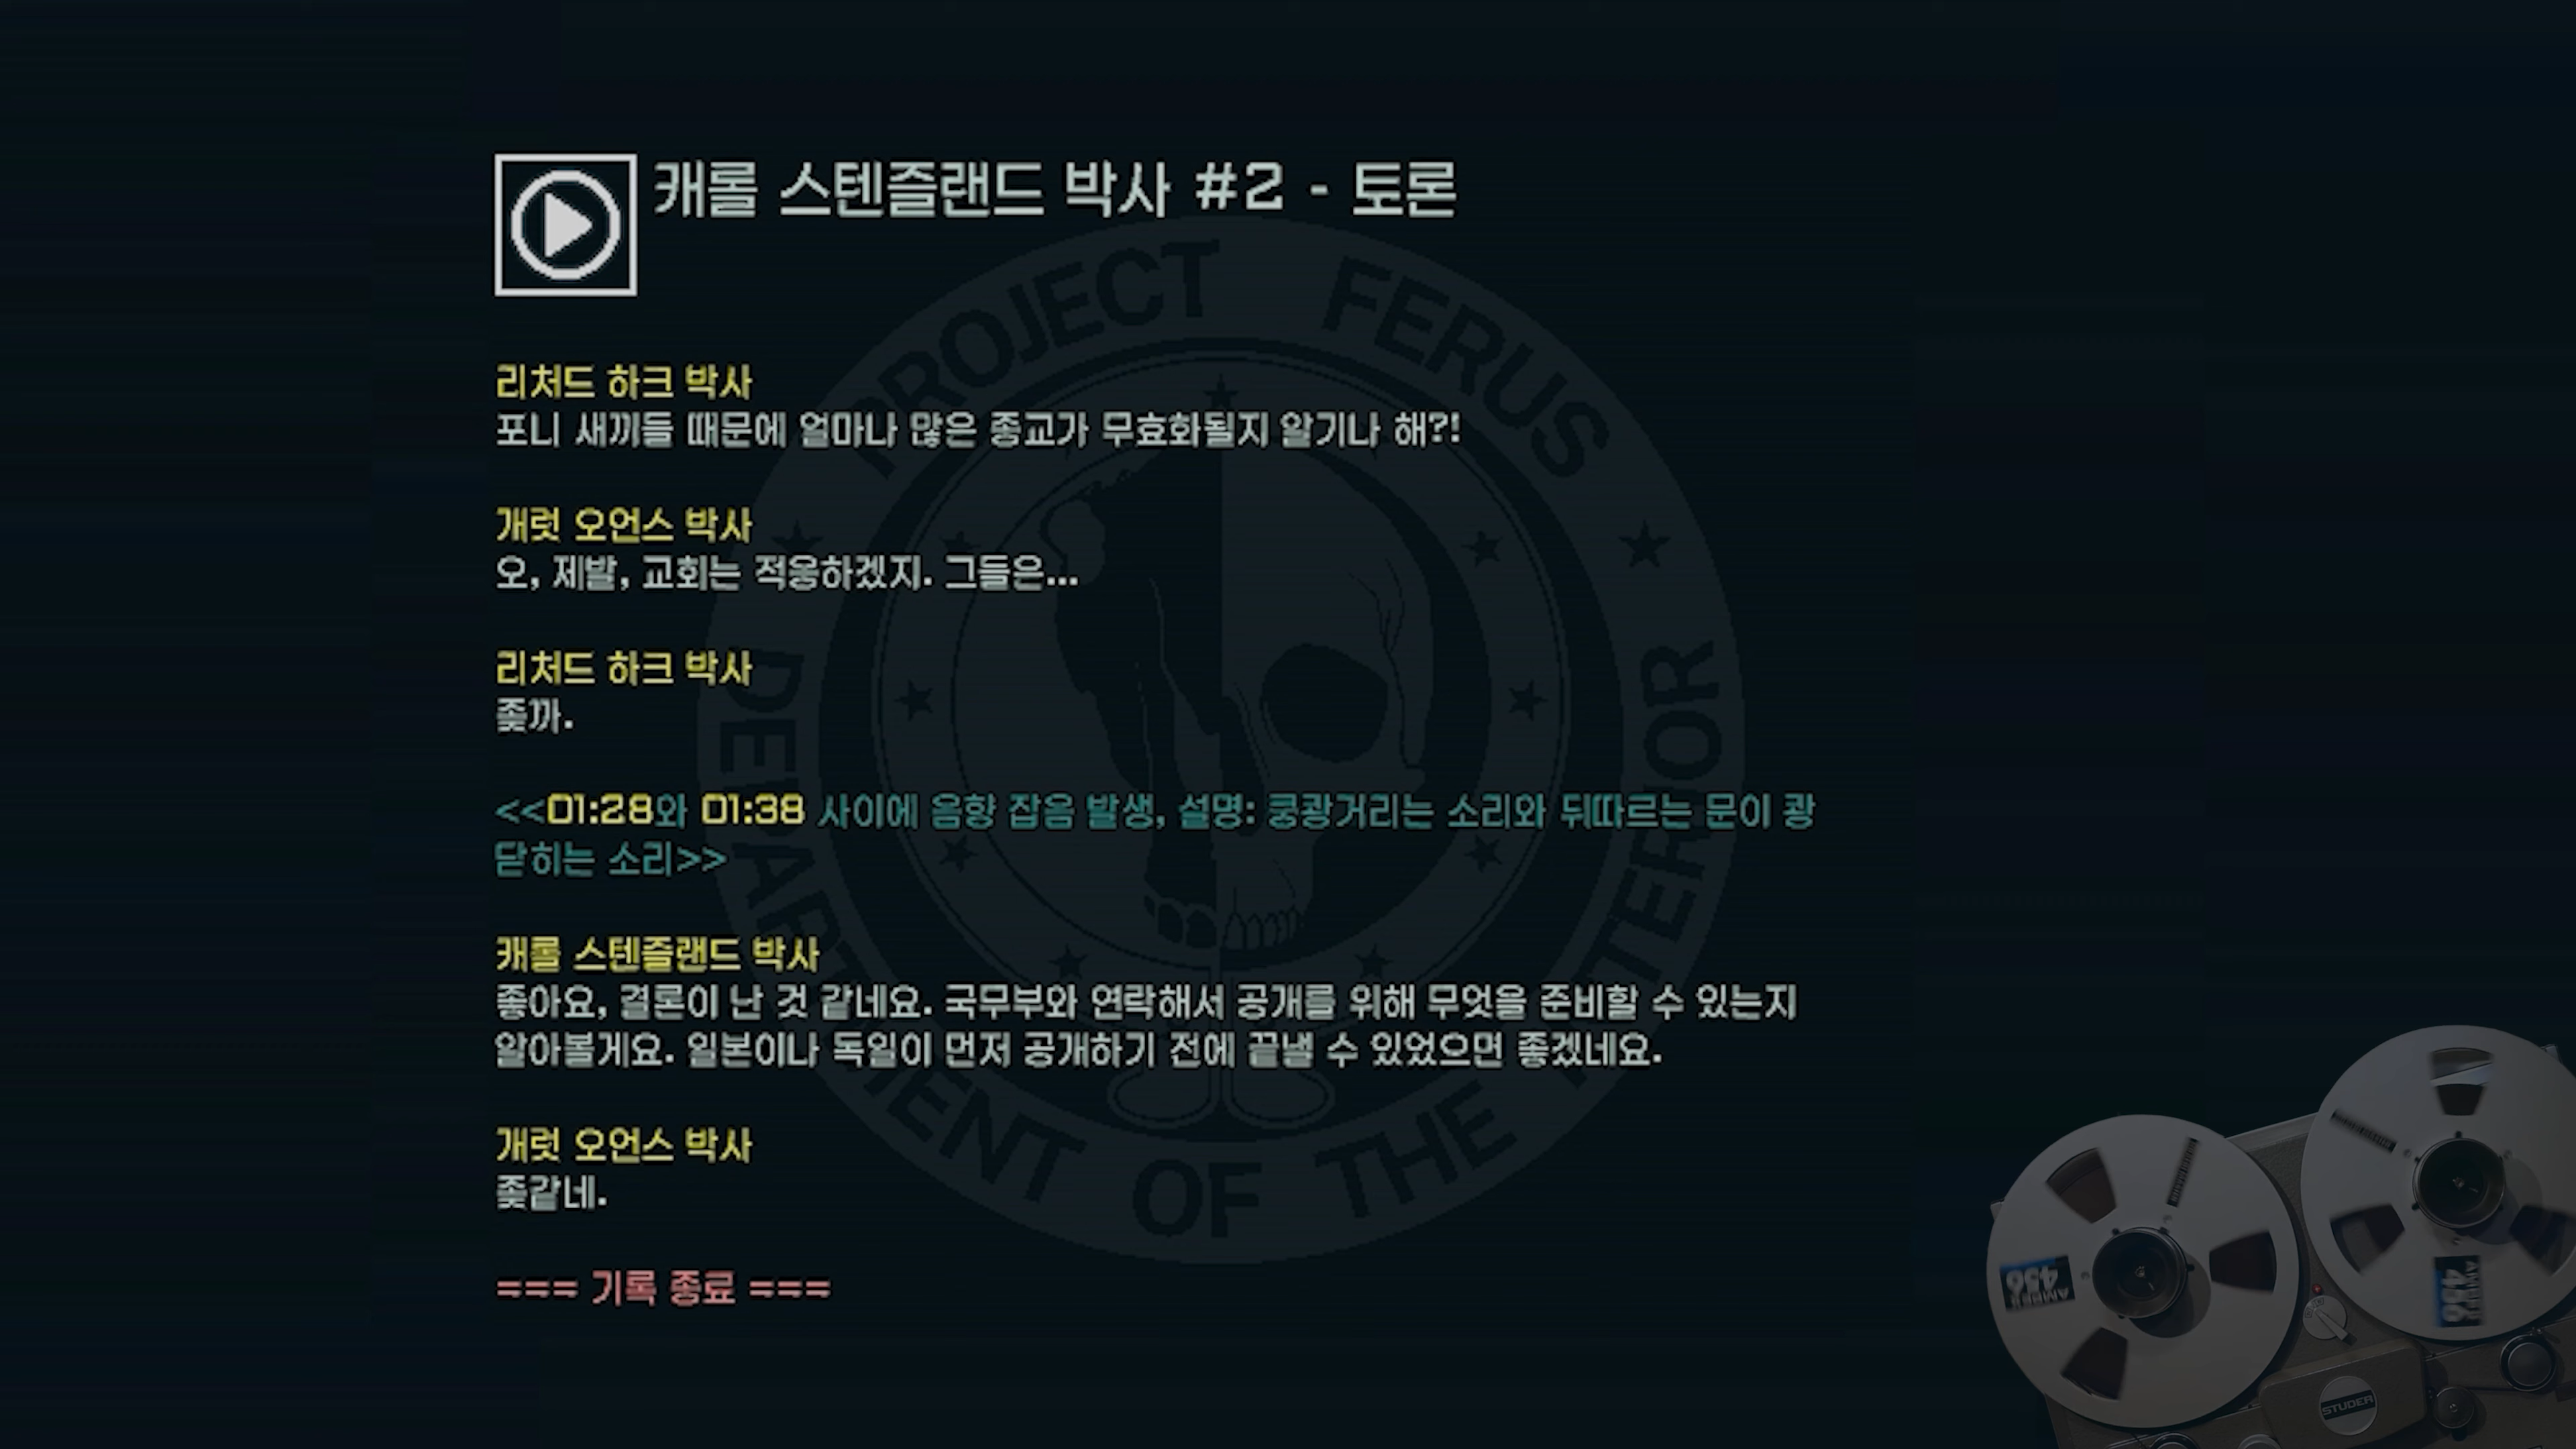 캐롤 스텐즐랜드 박사 #2 - 토론
PROJECT FERUS
DEPARTMENT OF THE INTERIOR
리처드 하크 박사
포니 새끼들 때문에 얼마나 많은 종교가 무효화될지 알기나 해?!
개럿 오언스 박사
오, 제발, 교회는 적응하겠지. 그들은...
리처드 하크 박사
좆까.
<<01:28와 01:38 사이에 음향 잡음 발생, 설명: 쿵쾅거리는 소리와 뒤따르는 문이 쾅
닫히는 소리>>
캐롤 스텐즐랜드 박사
좋아요, 결론이 난 것 같네요. 국무부와 연락해서 공개를 위해 무엇을 준비할 수 있는지
알아볼게요. 일본이나 독일이 먼저 공개하기 전에 끝낼 수 있었으면 좋겠네요.
개럿 오언스 박사
좆같네.
=== 기록 종료 ===
AMPEX
456
AMPEX
456
STUDER